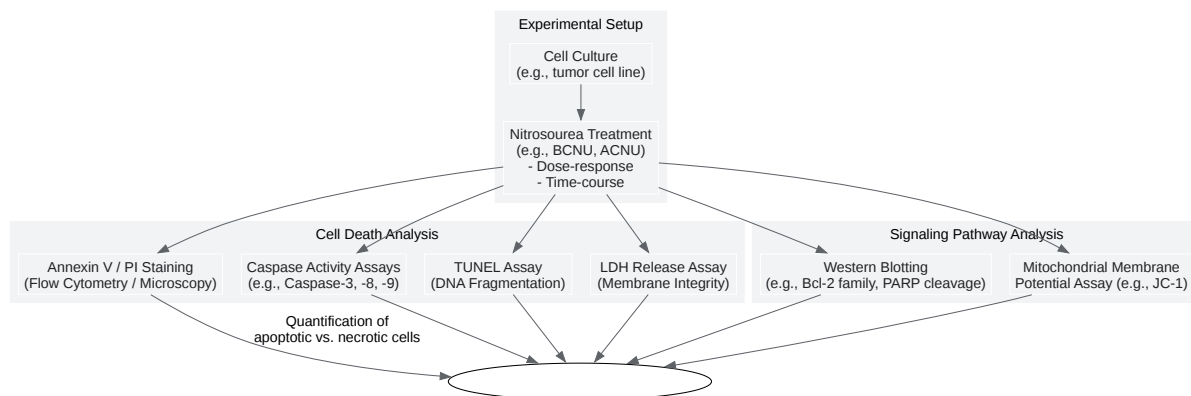 Experimental Setup
Cell Culture
(e.g., tumor cell line)
Nitrosourea Treatment
(e.g., BCNU, ACNU)
- Dose-response
- Time-course
Cell Death Analysis
Annexin V / PI Staining
(Flow Cytometry / Microscopy)
Caspase Activity Assays
(e.g., Caspase-3, -8, -9)
TUNEL Assay
(DNA Fragmentation)
LDH Release Assay
(Membrane Integrity)
Signaling Pathway Analysis
Western Blotting
(e.g., Bcl-2 family, PARP cleavage)
Mitochondrial Membrane
Potential Assay (e.g., JC-1)
Quantification of
apoptotic vs. necrotic cells